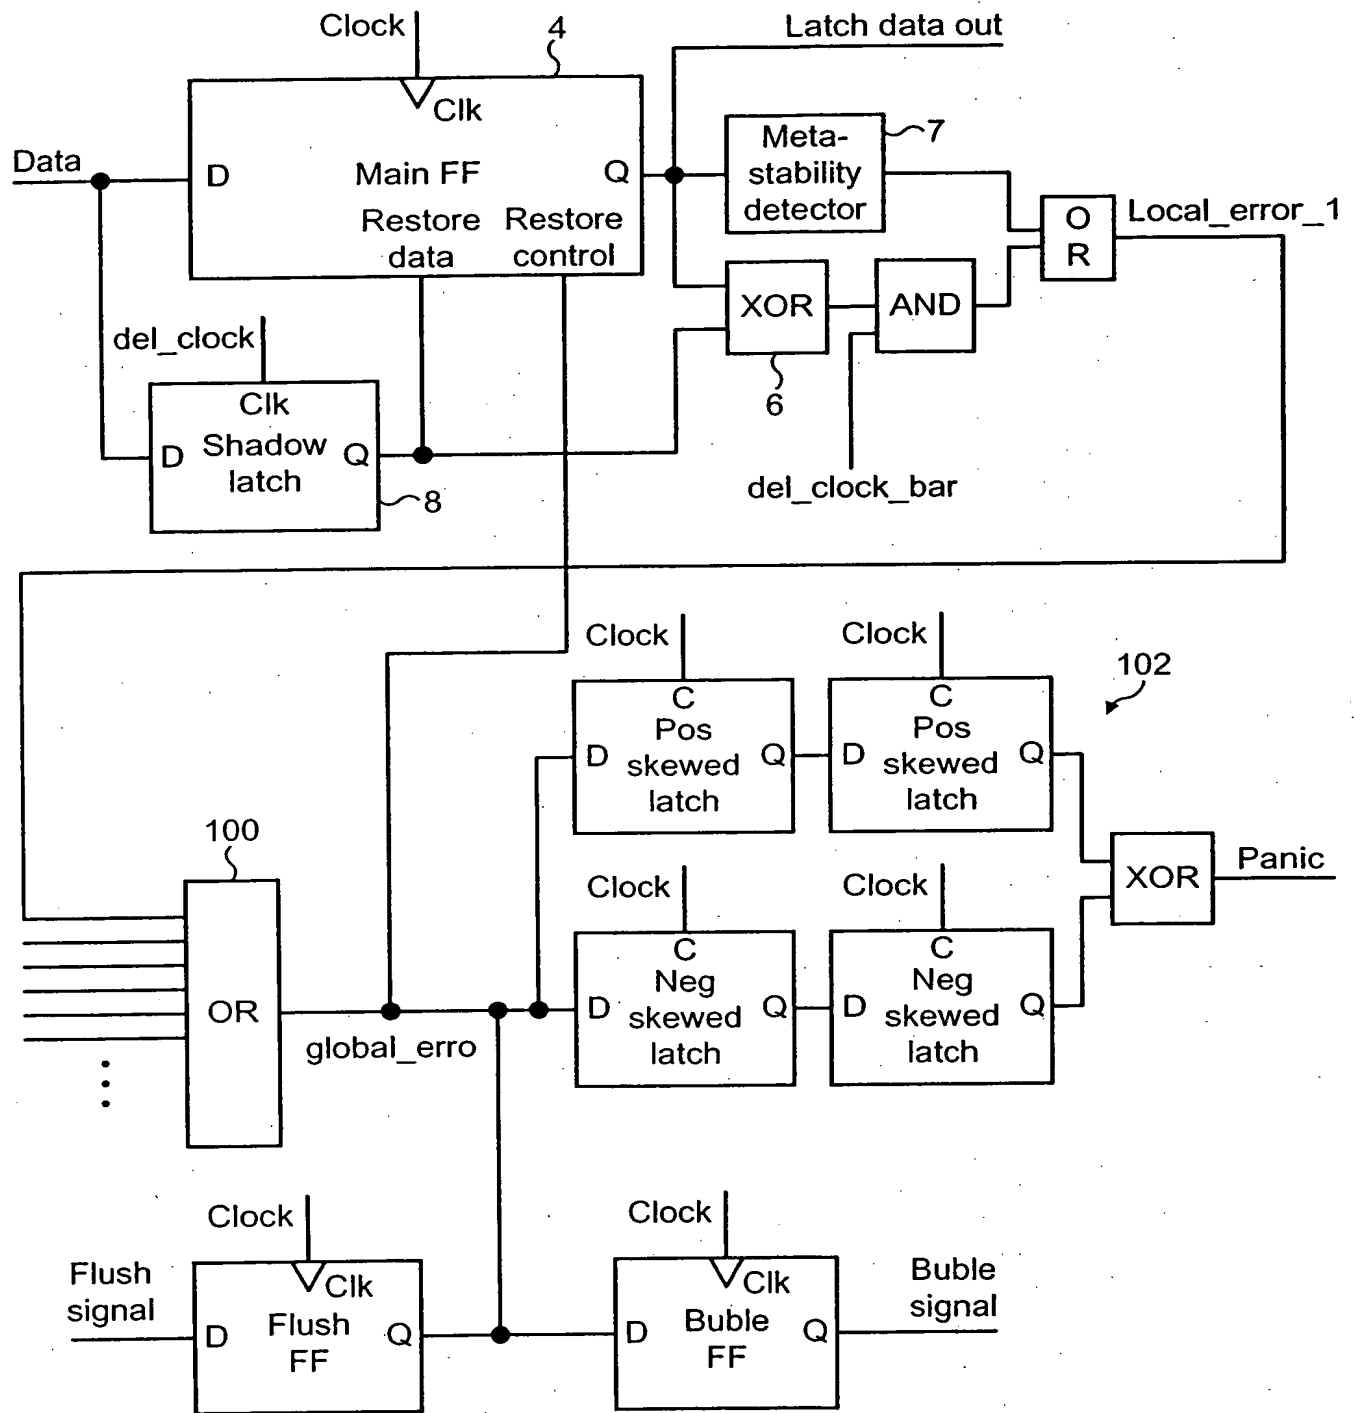 Clock
4
Latch data out
Clk
Data
D
Main FF
Q
Restore
data
Restore
control
Meta-
stability
detector
7
O
R
Local_error_1
XOR
6
AND
del_clock_bar
del_clock
Clk
D
Shadow
latch
Q
8
Clock
C
D
Pos
skewed
latch
Q
Clock
C
D
Pos
skewed
latch
Q
102
100
OR
global_erro
Clock
C
D
Neg
skewed
latch
Q
Clock
C
D
Neg
skewed
latch
Q
XOR
Panic
Flush
signal
Clock
Clk
D
Flush
FF
Q
Clock
Clk
D
Buble
FF
Q
Buble
signal